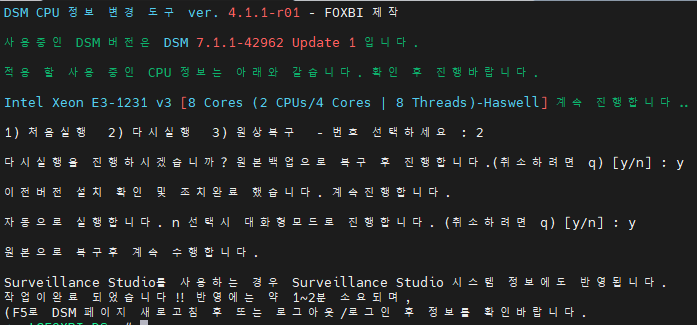 DSM CPU 정보 변경 도구 ver. 4.1.1-r01 - FOXBI 제작
사용중인 DSM 버전은 DSM 7.1.1-42962 Update 1 입니다.
적용 할 사용 중인 CPU 정보는 아래와 같습니다. 확인 후 진행바랍니다.
Intel Xeon E3-1231 v3 [8 Cores (2 CPUs/4 Cores | 8 Threads)-Haswell] 계속 진행합니다..
1) 처음실행 2) 다시실행 3) 원상복구 - 번호 선택하세요 : 2
다시실행을 진행하시겠습니까? 원본백업으로 복구 후 진행합니다.(취소하려면 q) [y/n] : y
이전버전 설치 확인 및 조치완료 했습니다. 계속진행합니다.
자동으로 실행합니다. n 선택시 대화형모드로 진행합니다. (취소하려면 q) [y/n] : y
원본으로 복구후 계속 수행합니다.
Surveillance Studio를 사용하는 경우 Surveillance Studio 시스템 정보에도 반영됩니다.
작업이완료 되었습니다!! 반영에는 약 1~2분 소요되며,
(F5로 DSM 페이지 새로고침 후 또는 로그아웃/로그인 후 정보를 확인바랍니다.